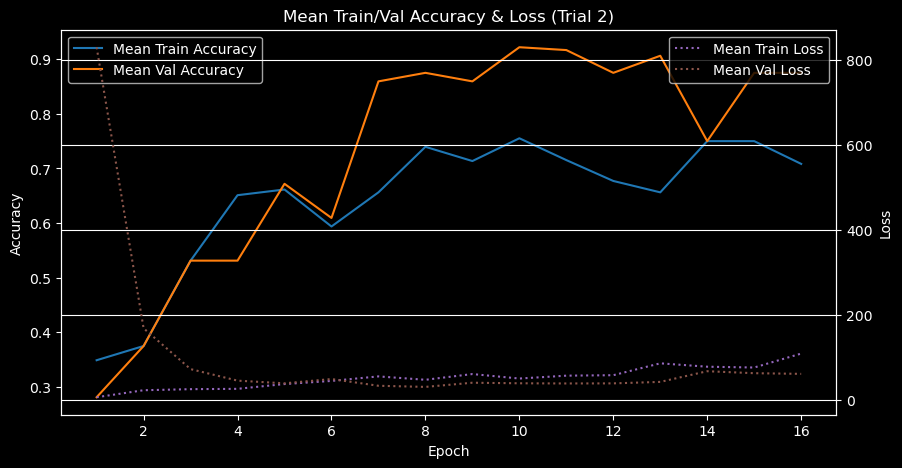 Mean Train/Val Accuracy & Loss (Trial 2)
Mean Train Accuracy
Mean Val Accuracy
Mean Train Loss
Mean Val Loss
Accuracy
0.9
0.8
0.7
0.6
0.5
0.4
0.3
800
600
400
200
0
Loss
2 4 6 8 10 12 14 16
Epoch